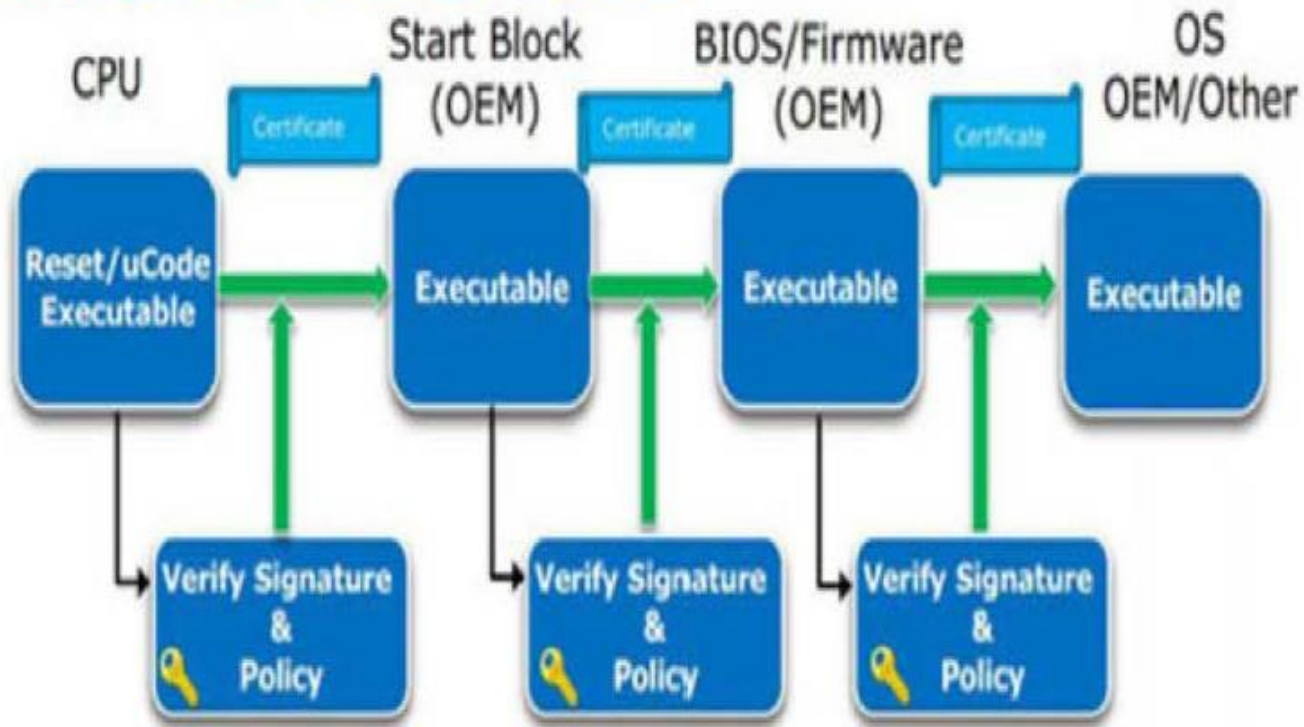 CPU
Start Block
(OEM)
BIOS/Firmware
(OEM)
OS
OEM/Other
Certificate
Certificate
Certificate
Reset/uCode
Executable
Executable
Executable
Executable
Verify Signature
&
Policy
Verify Signature
&
Policy
Verify Signature
&
Policy